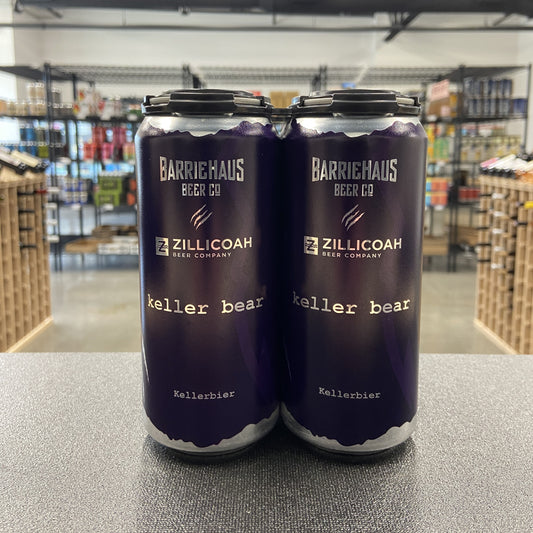 BARRIEHAUS
BEER CO
Z ZILLICOAH
BEER COMPANY
keller bear
Kellerbier
BARRIEHAUS
BEER CO
Z ZILLICOAH
BEER COMPANY
keller bear
Kellerbier